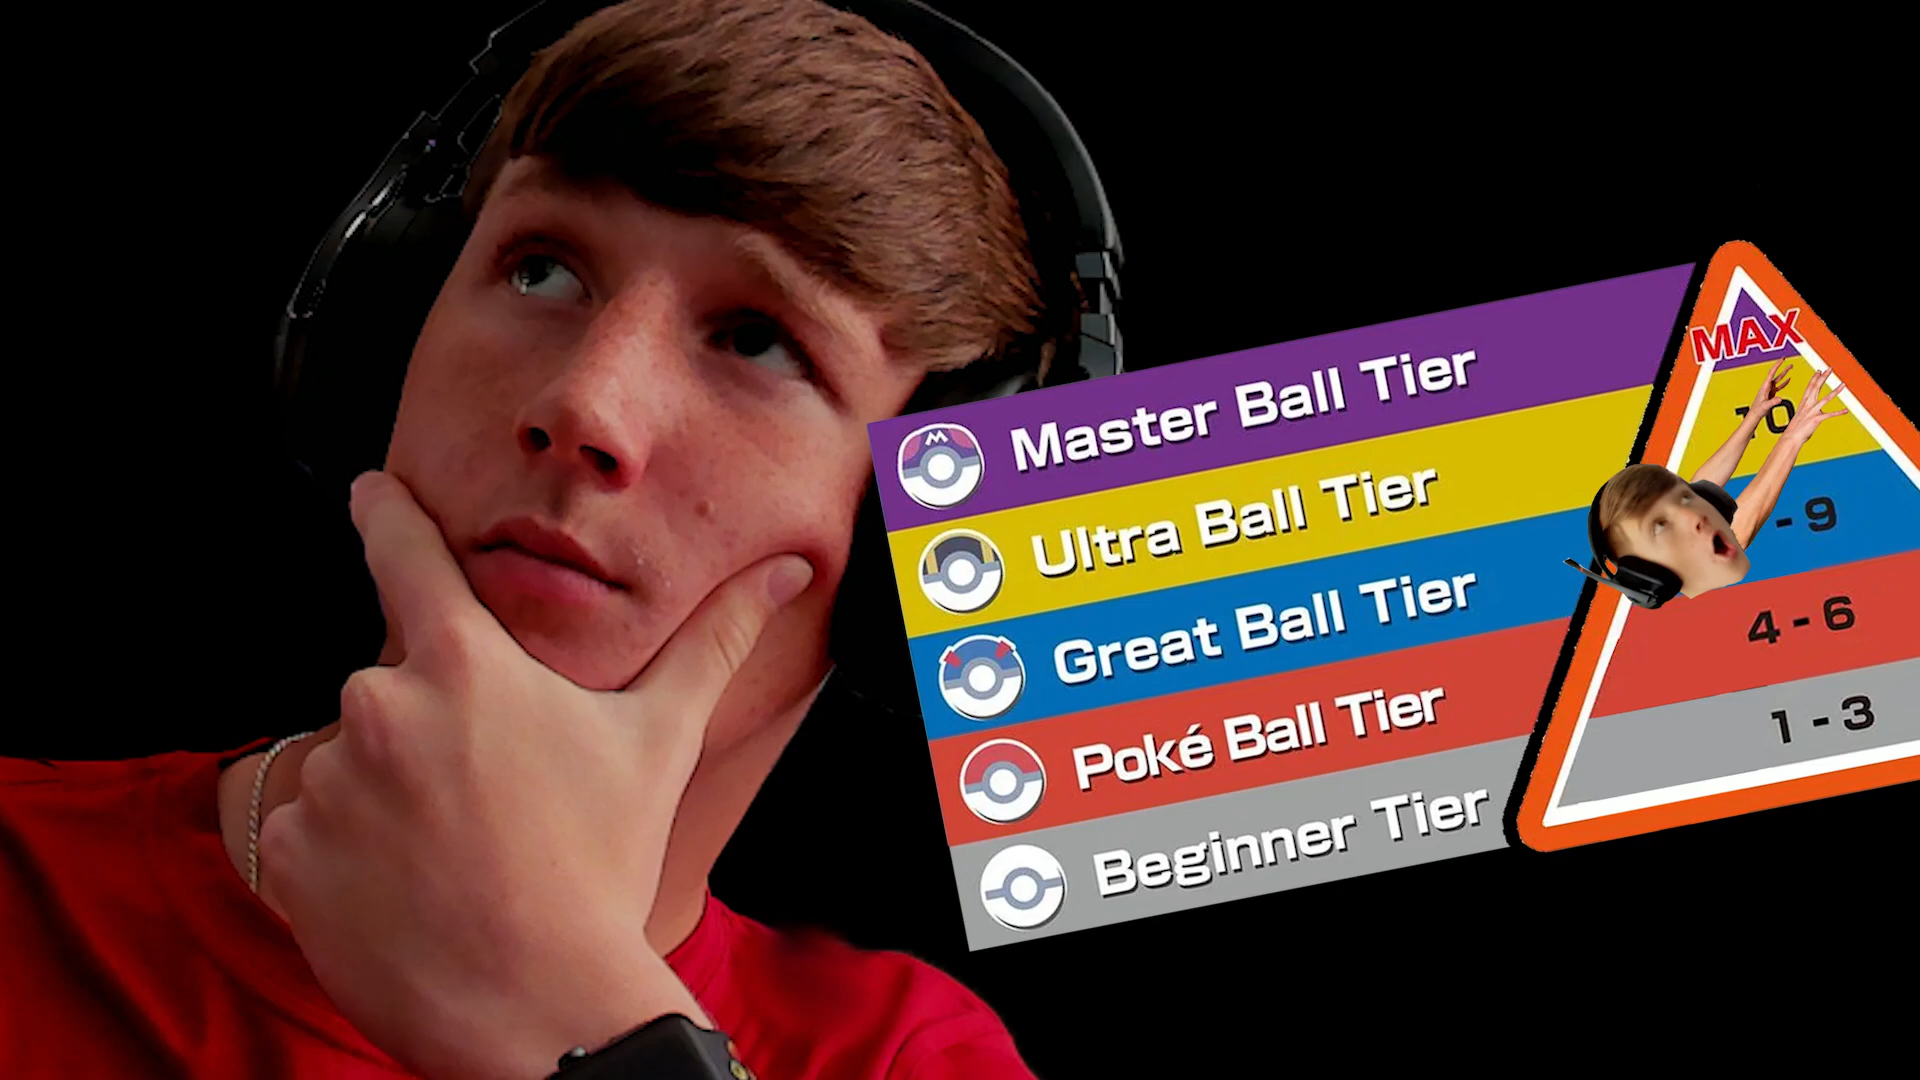 Master Ball Tier
MAX
Ultra Ball Tier
10
Great Ball Tier
- 9
Poké Ball Tier
4 - 6
Beginner Tier
1 - 3